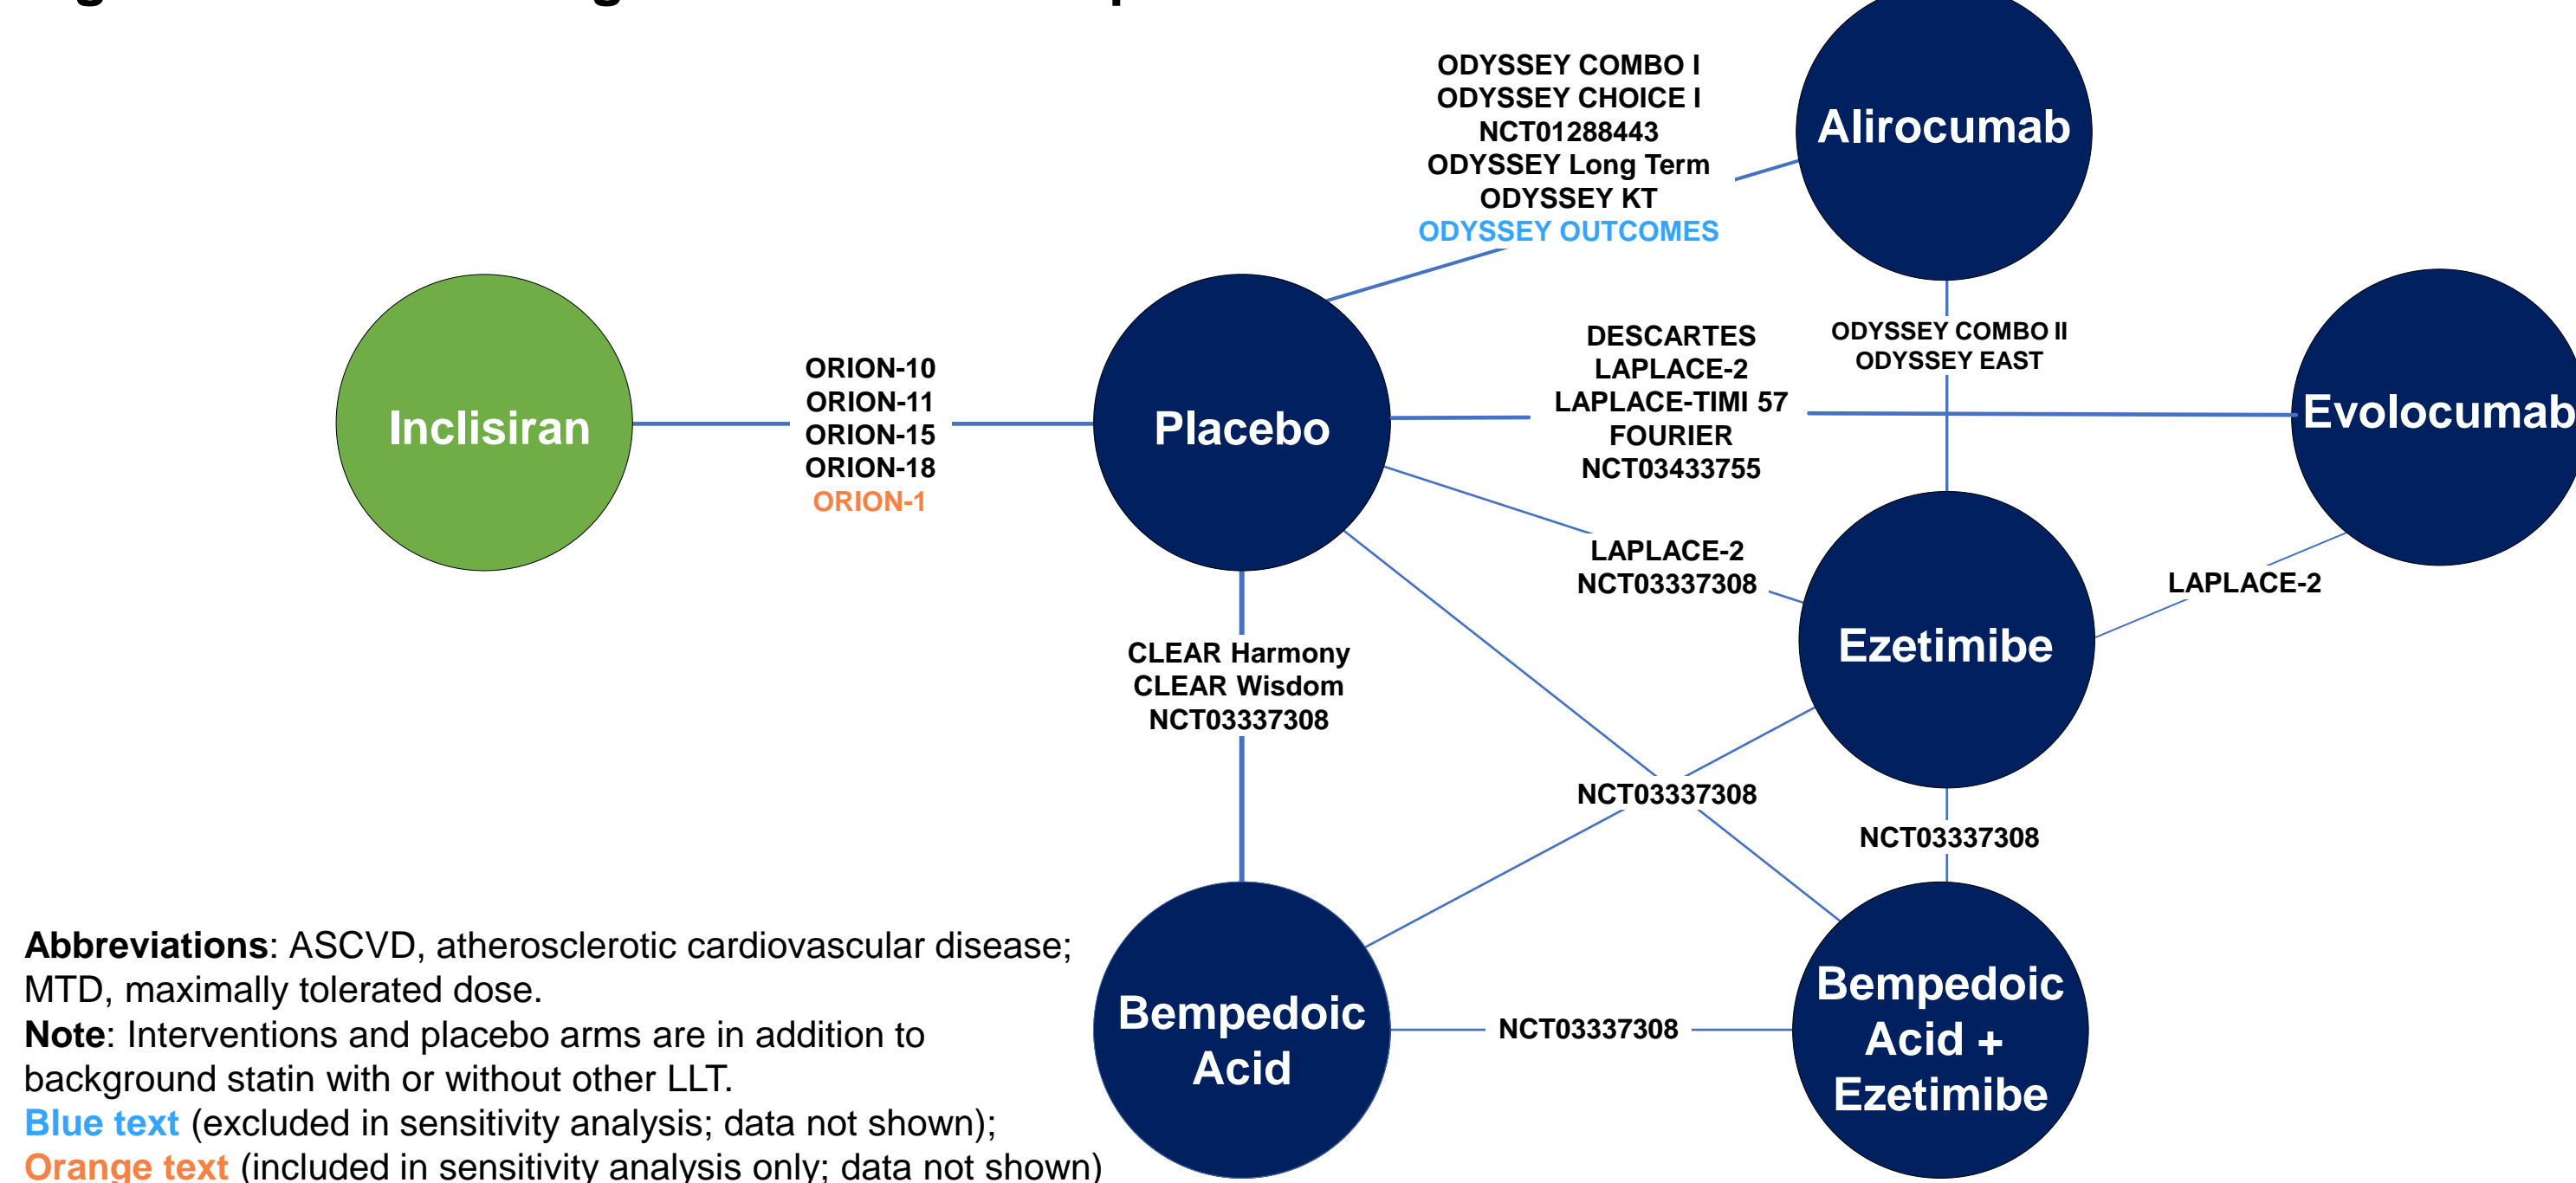 ODYSSEY COMBO I
ODYSSEY CHOICE I
NCT01288443
ODYSSEY Long Term
ODYSSEY KT
ODYSSEY OUTCOMES
Alirocumab
ORION-10
ORION-11
ORION-15
ORION-18
ORION-1
Inclisiran
Placebo
DESCARTES
LAPLACE-2
LAPLACE-TIMI 57
FOURIER
NCT03433755
ODYSSEY COMBO II
ODYSSEY EAST
Evolocumab
LAPLACE-2
NCT03337308
LAPLACE-2
Ezetimibe
CLEAR Harmony
CLEAR Wisdom
NCT03337308
NCT03337308
NCT03337308
Bempedoic
Acid
NCT03337308
Bempedoic
Acid +
Ezetimibe
Abbreviations: ASCVD, atherosclerotic cardiovascular disease;
MTD, maximally tolerated dose.
Note: Interventions and placebo arms are in addition to
background statin with or without other LLT.
Blue text (excluded in sensitivity analysis; data not shown);
Orange text (included in sensitivity analysis only; data not shown)